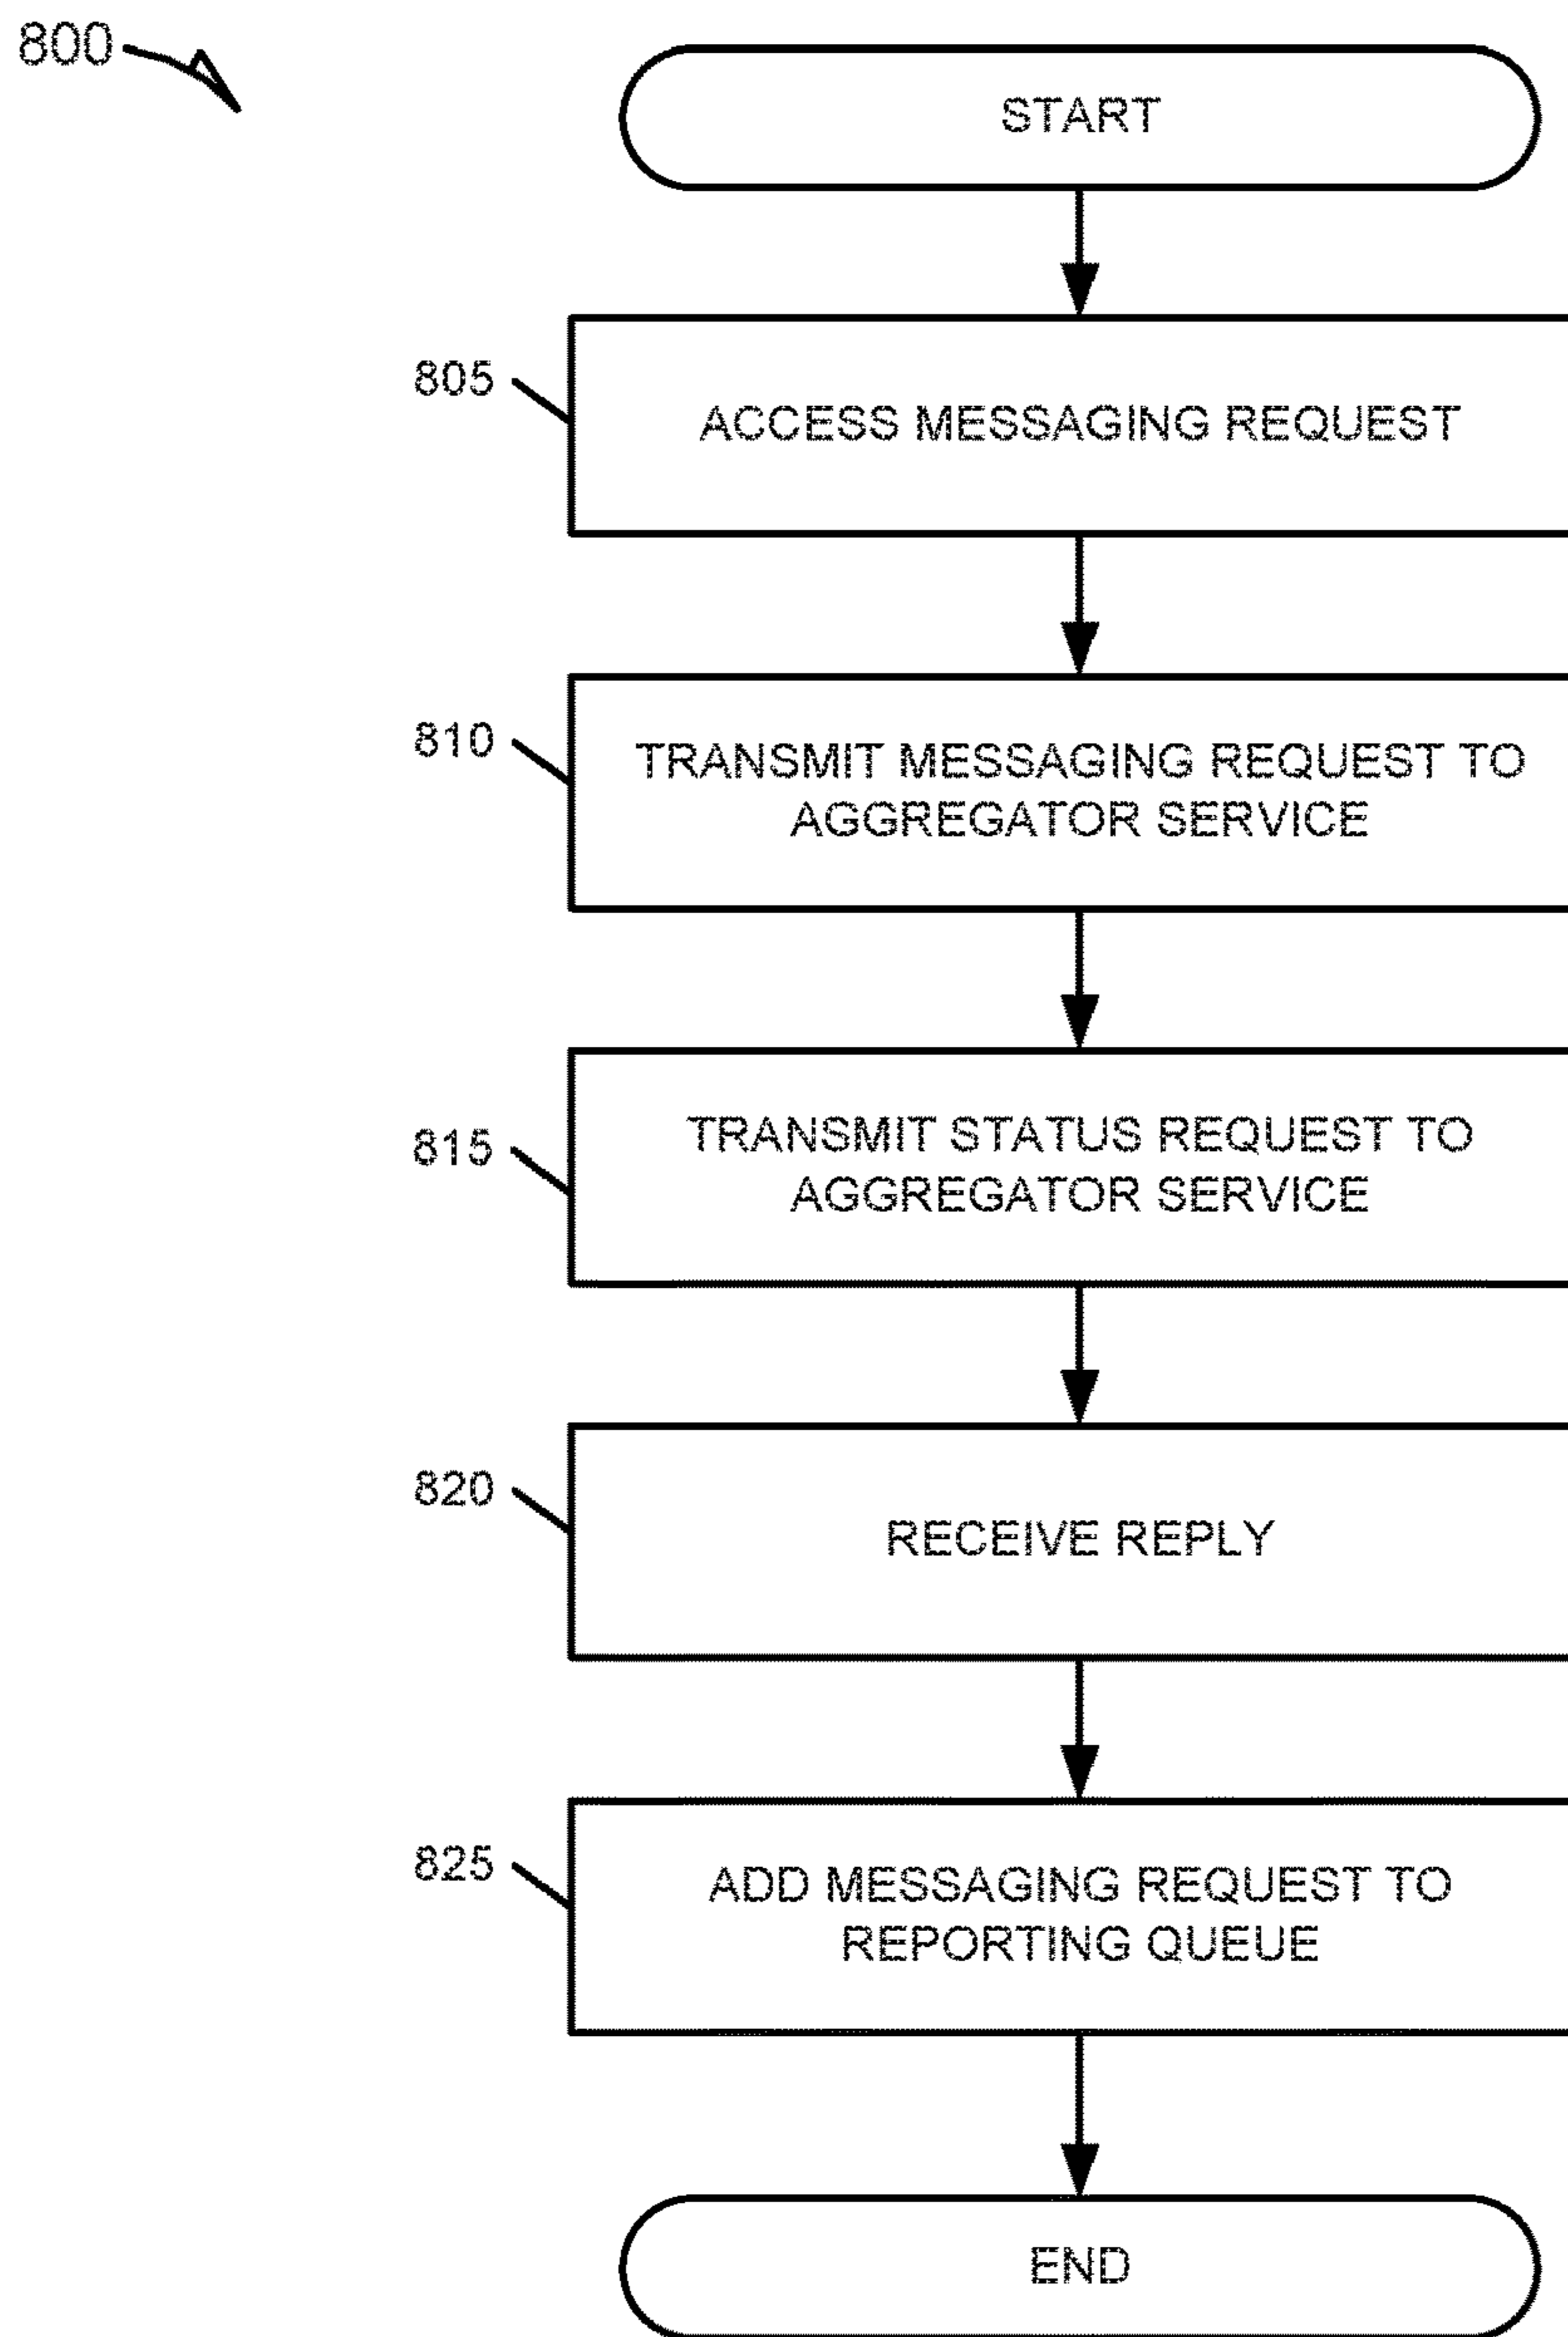 800
START
805
ACCESS MESSAGING REQUEST
810
TRANSMIT MESSAGING REQUEST TO
AGGREGATOR SERVICE
815
TRANSMIT STATUS REQUEST TO
AGGREGATOR SERVICE
820
RECEIVE REPLY
825
ADD MESSAGING REQUEST TO
REPORTING QUEUE
END